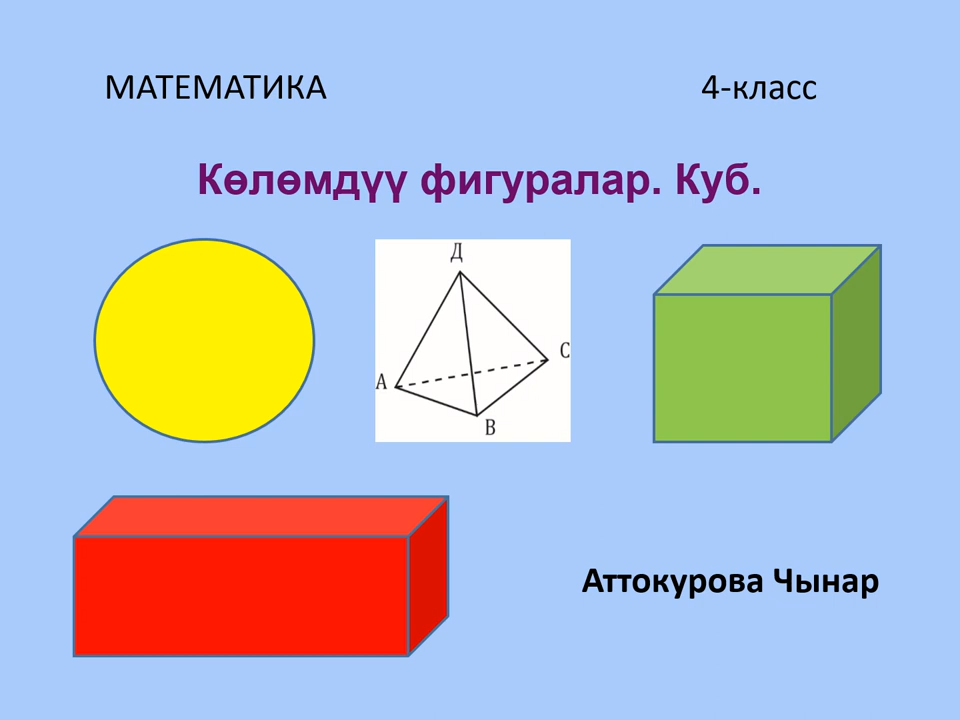 МАТЕМАТИКА 4-класс
Көлөмдүү фигуралар. Куб.
Д
С
А
В
Аттокурова Чынар